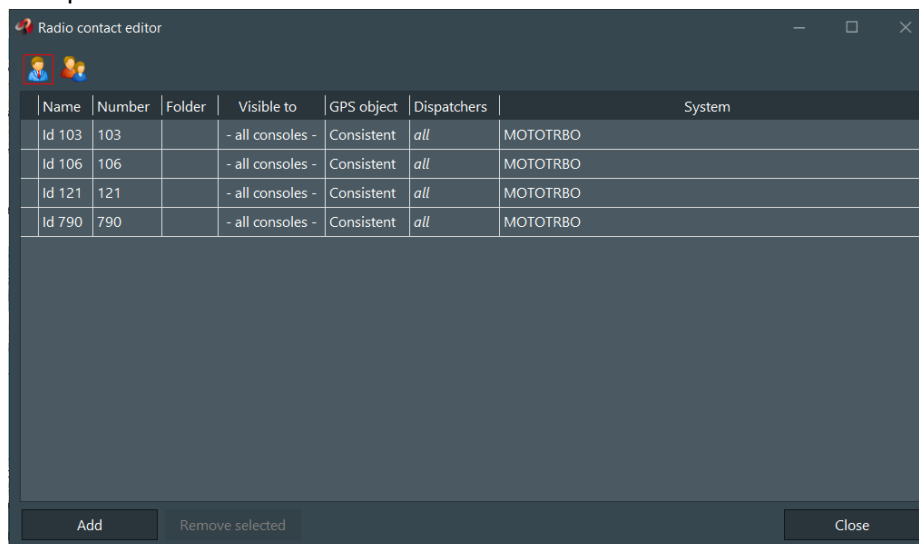 Radio contact editor
Name Number Folder Visible to GPS object Dispatchers System
Id 103 103 - all consoles - Consistent all MOTOTRBO
Id 106 106 - all consoles - Consistent all MOTOTRBO
Id 121 121 - all consoles - Consistent all MOTOTRBO
Id 790 790 - all consoles - Consistent all MOTOTRBO
Add Remove selected Close